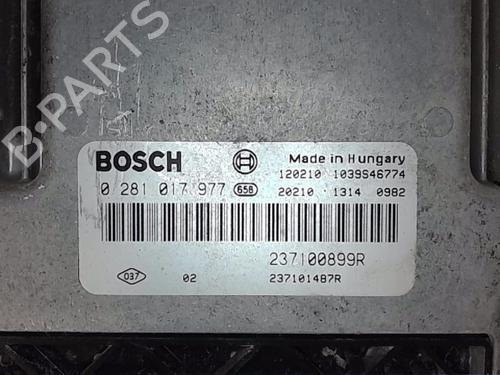 B-PARTS
BOSCH
Made in Hungary
120210 1039S46774
0 281 017 977 658
20210 1314 0982
237100899R
037 02 237101487R